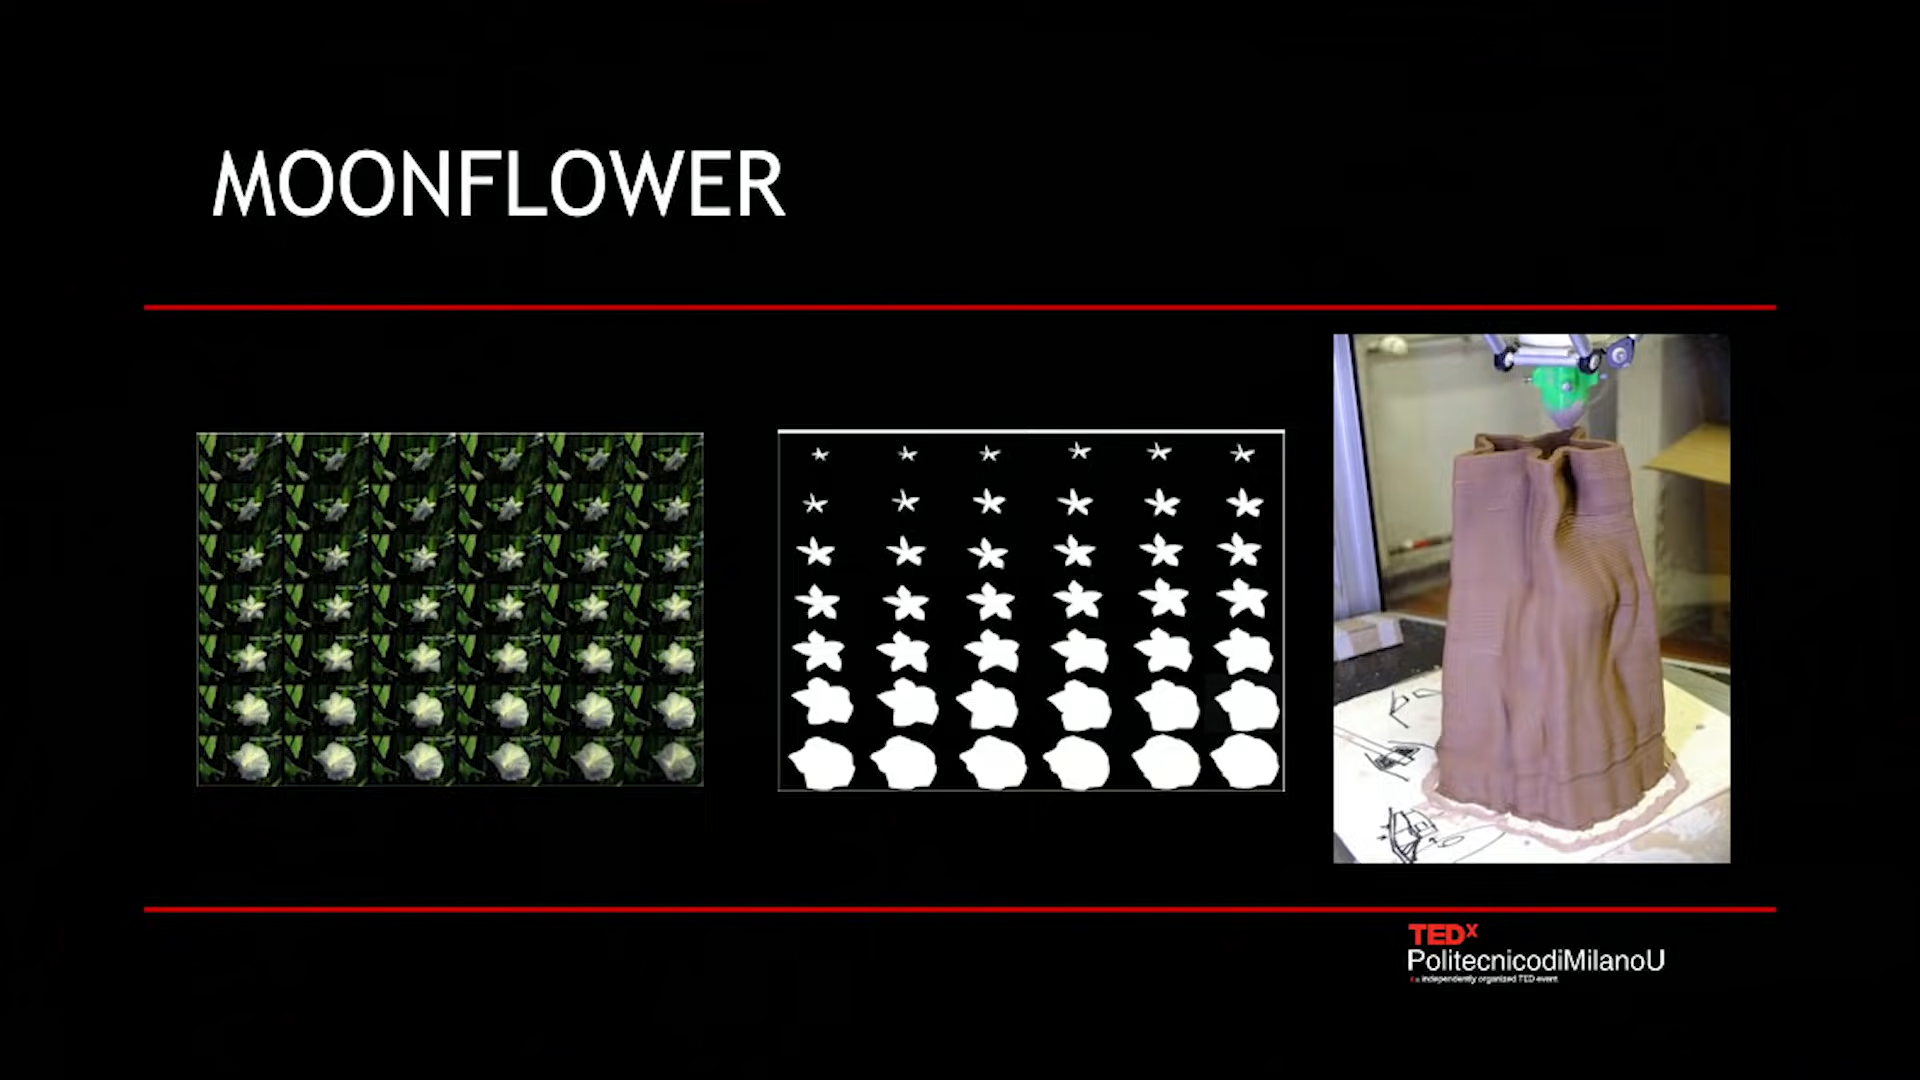 MOONFLOWER
TEDx
PolitecnicodiMilanoU
x = independently organized TED event